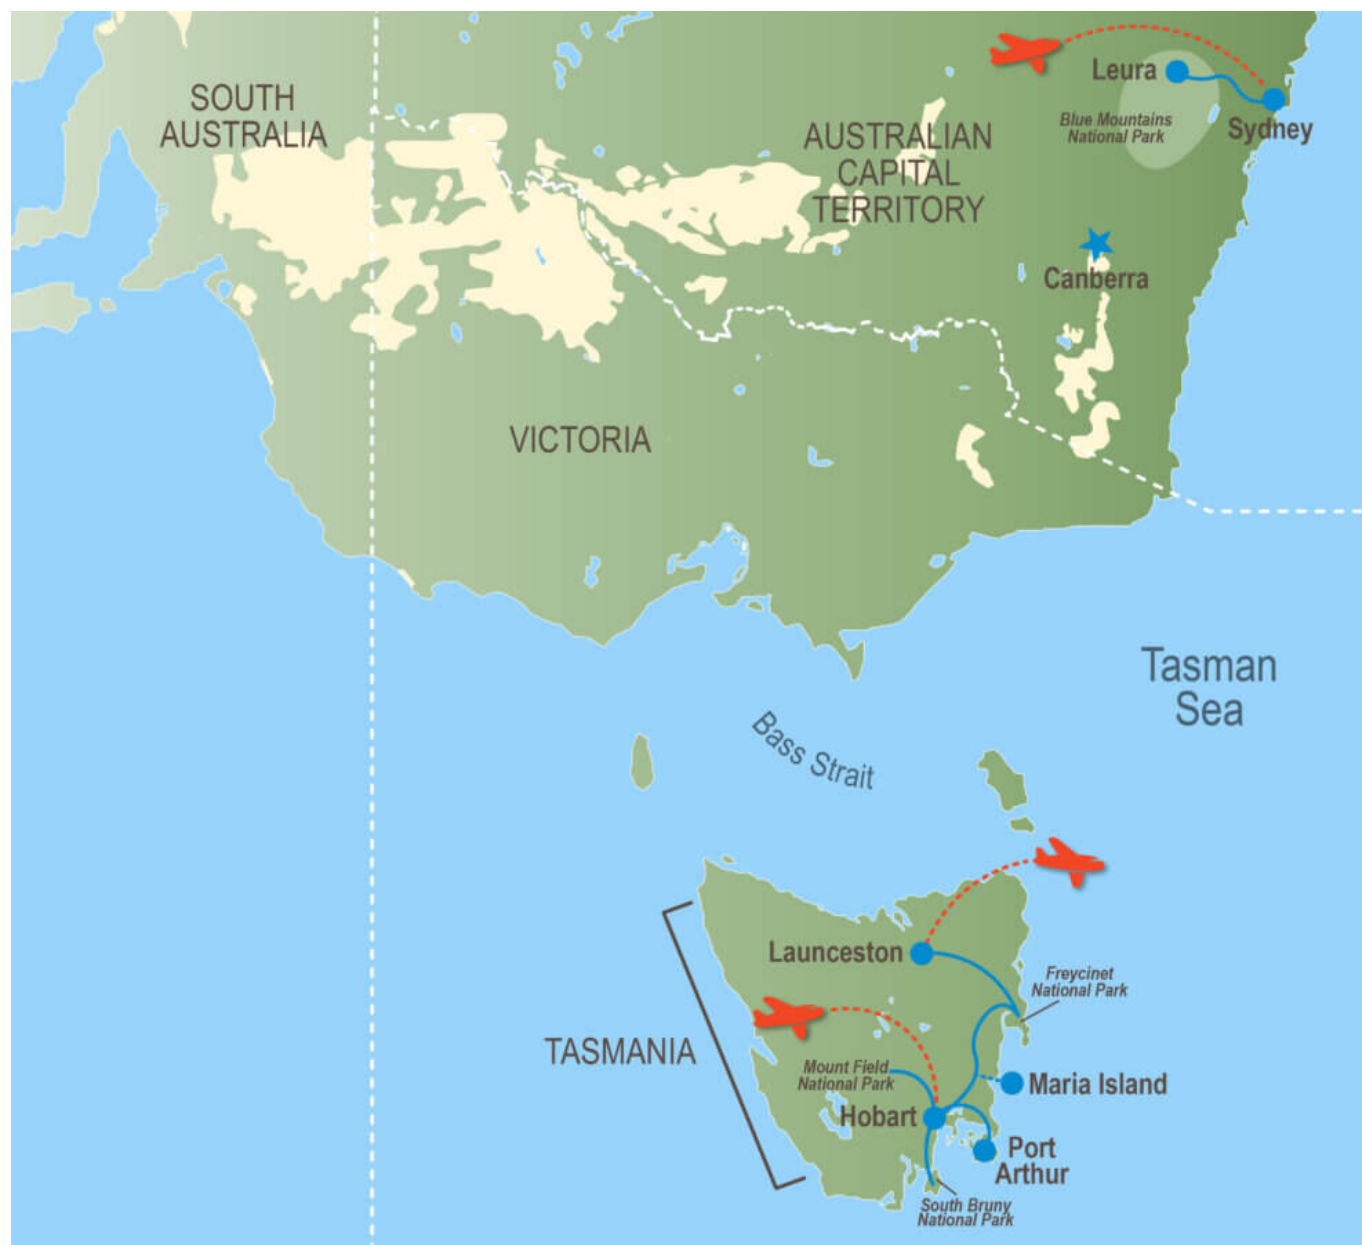 Leura
SOUTH
AUSTRALIA
Blue Mountains
National Park
Sydney
AUSTRALIAN
CAPITAL
TERRITORY
Canberra
VICTORIA
Tasman
Sea
Bass Strait
Launceston
Freycinet
National Park
TASMANIA
Mount Field
National Park
Maria Island
Hobart
Port
Arthur
South Bruny
National Park